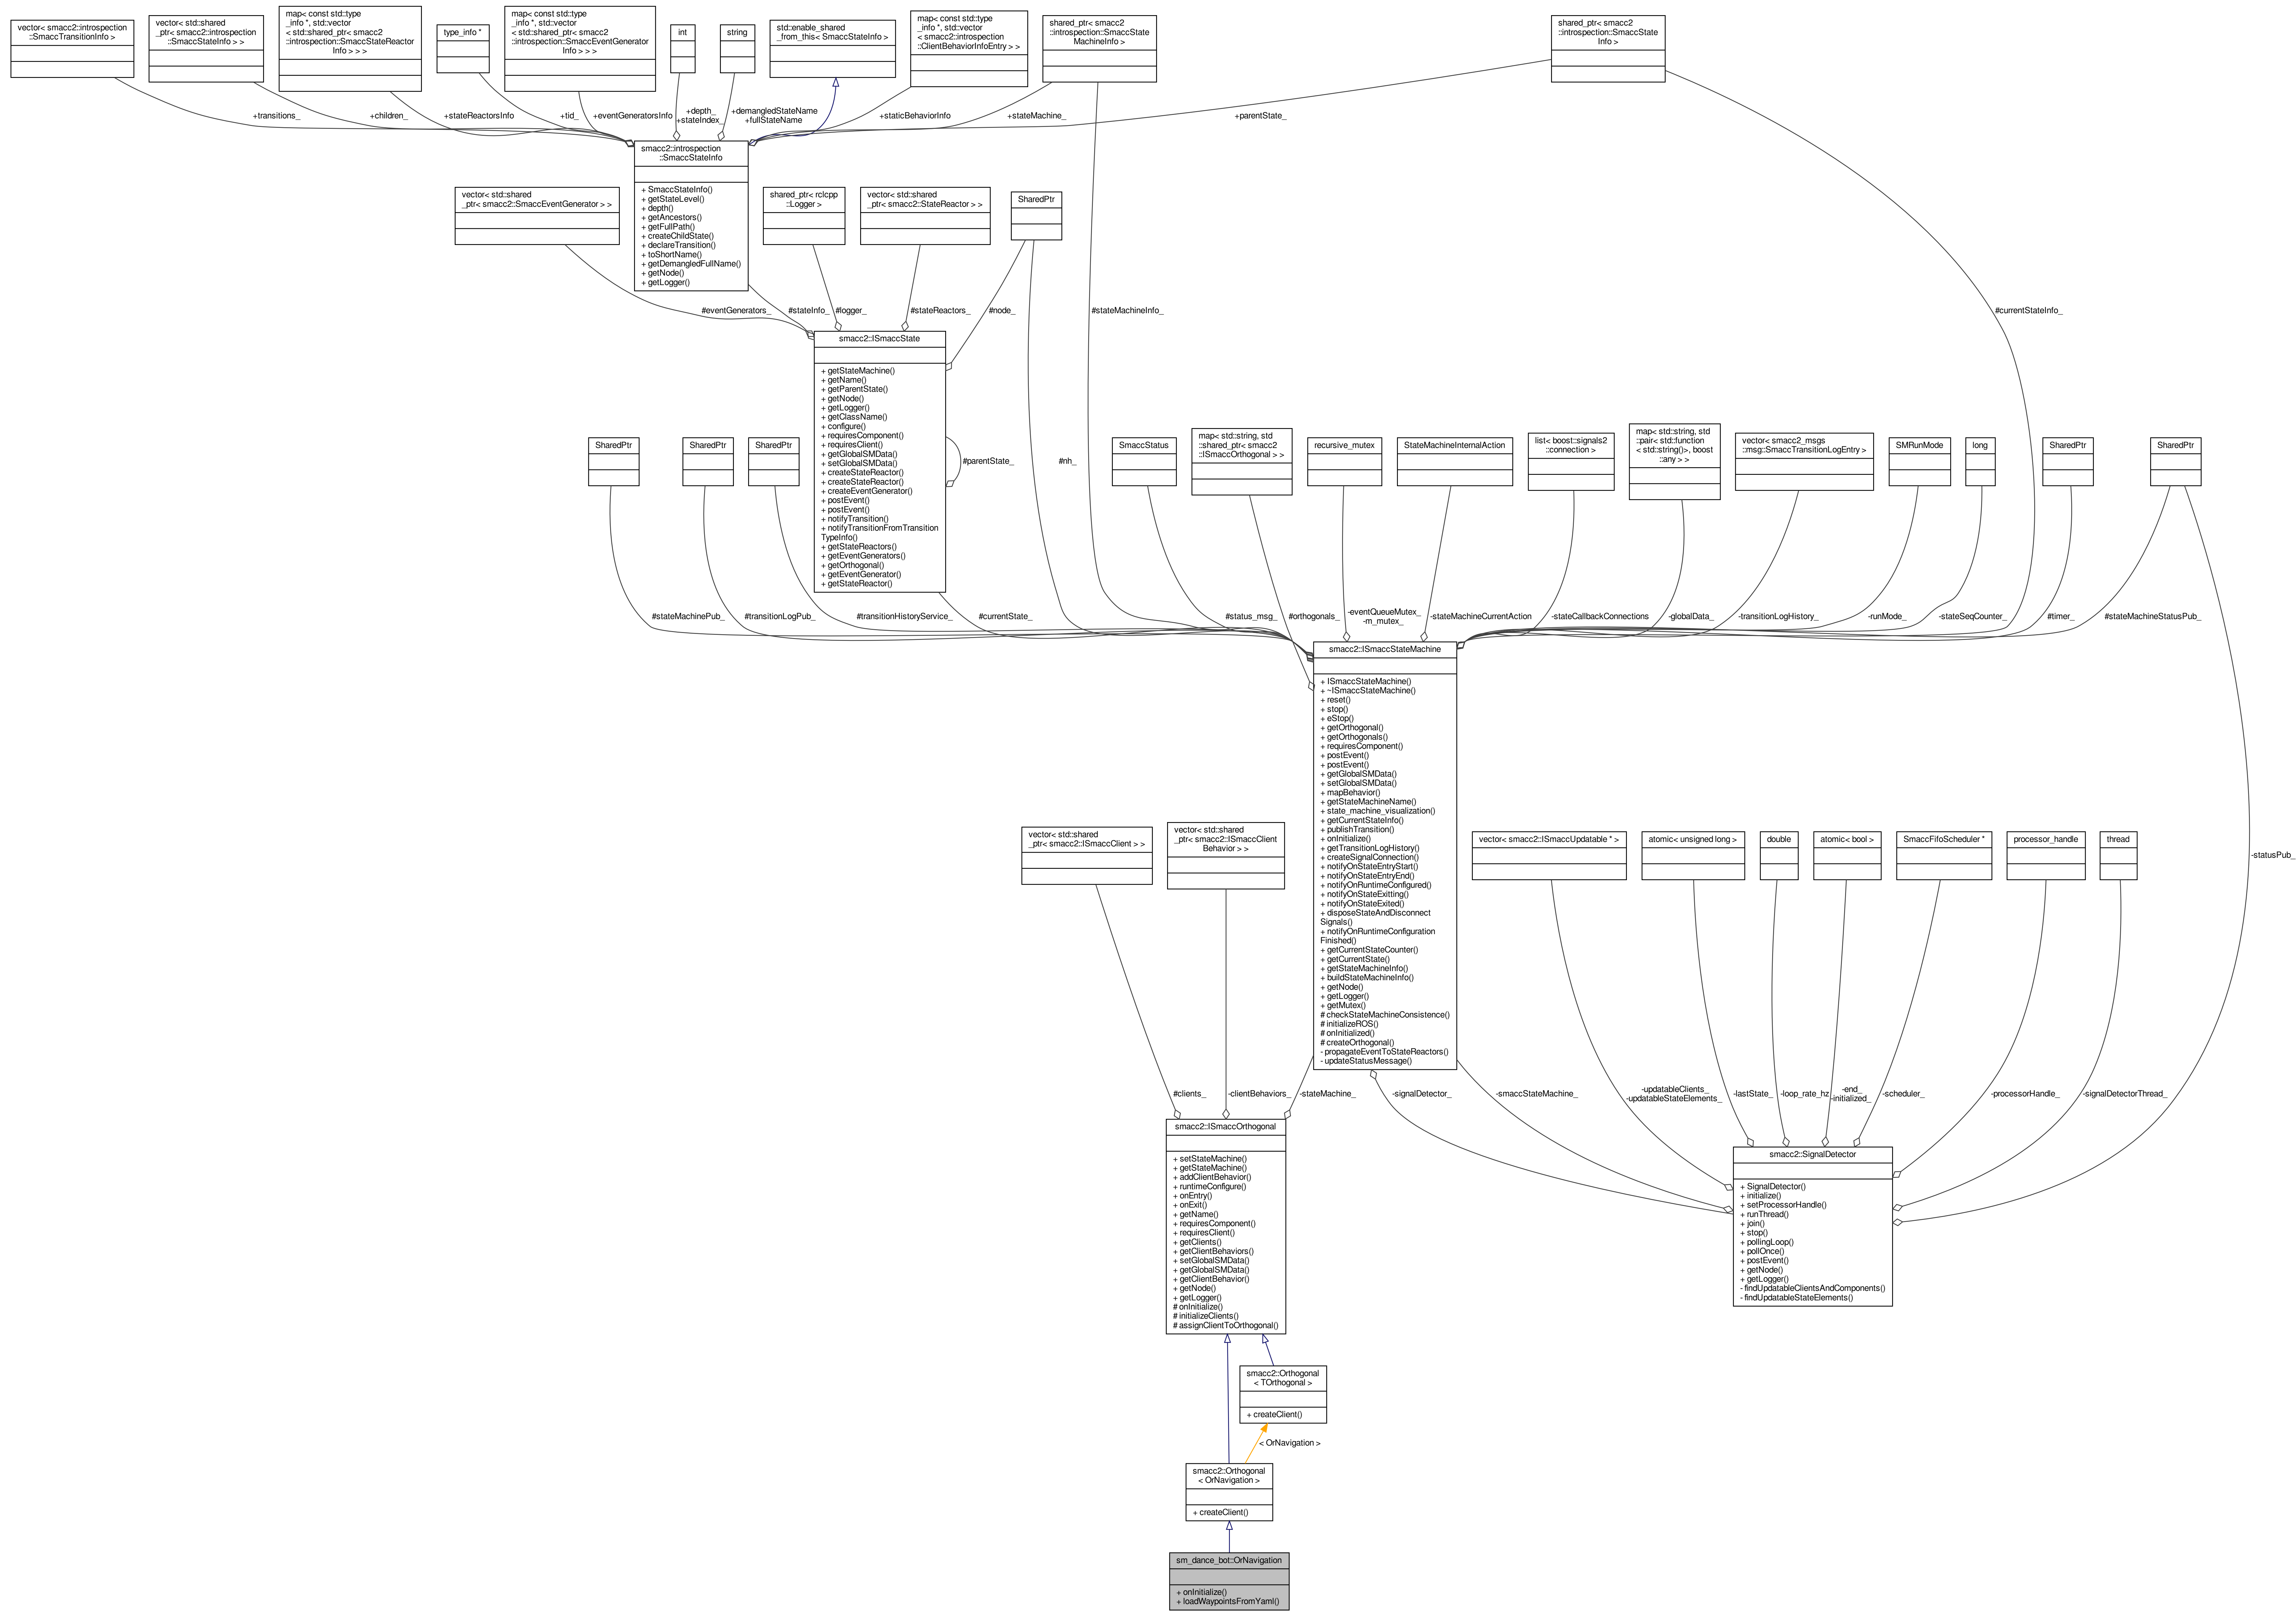 vector< smacc2::introspection
::SmaccTransitionInfo >
vector< std::shared
_ptr< smacc2::introspection
::SmaccStateInfo > >
map< const std::type
_info *, std::vector
< std::shared_ptr< smacc2
::introspection::SmaccStateReactor
Info > > >
type_info *
map< const std::type
_info *, std::vector
< std::shared_ptr< smacc2
::introspection::SmaccEventGenerator
Info > > >
int
string
std::enable_shared
_from_this< SmaccStateInfo >
map< const std::type
_info *, std::vector
< smacc2::introspection
::ClientBehaviorInfoEntry > >
shared_ptr< smacc2
::introspection::SmaccState
MachineInfo >
shared_ptr< smacc2
::introspection::SmaccState
Info >
+transitions_
+children_
+stateReactorsInfo
+tid_
+eventGeneratorsInfo
+depth_
+stateIndex_
+demangledStateName
+fullStateName
+staticBehaviorInfo
+stateMachine_
+parentState_
smacc2::introspection
::SmaccStateInfo
+ SmaccStateInfo()
+ getStateLevel()
+ depth()
+ getAncestors()
+ getFullPath()
+ createChildState()
+ declareTransition()
+ toShortName()
+ getDemangledFullName()
+ getNode()
+ getLogger()
vector< std::shared
_ptr< smacc2::SmaccEventGenerator > >
shared_ptr< rclcpp
::Logger >
vector< std::shared
_ptr< smacc2::StateReactor > >
SharedPtr
#eventGenerators_
#stateInfo_
#logger_
#stateReactors_
#node_
#stateMachineInfo_
#currentStateInfo_
smacc2::ISmaccState
+ getStateMachine()
+ getName()
+ getParentState()
+ getNode()
+ getLogger()
+ getClassName()
+ configure()
+ requiresComponent()
+ requiresClient()
+ getGlobalSMData()
+ setGlobalSMData()
+ createStateReactor()
+ createStateReactor()
+ createEventGenerator()
+ postEvent()
+ postEvent()
+ notifyTransition()
+ notifyTransitionFromTransition
TypeInfo()
+ getStateReactors()
+ getEventGenerators()
+ getOrthogonal()
+ getEventGenerator()
+ getStateReactor()
#parentState_
#nh_
SharedPtr
SharedPtr
SharedPtr
SmaccStatus
map< std::string, std
::shared_ptr< smacc2
::ISmaccOrthogonal > >
recursive_mutex
StateMachineInternalAction
list< boost::signals2
::connection >
map< std::string, std
::pair< std::function
< std::string()>, boost
::any > >
vector< smacc2_msgs
::msg::SmaccTransitionLogEntry >
SMRunMode
long
SharedPtr
SharedPtr
#stateMachinePub_
#transitionLogPub_
#transitionHistoryService_
#currentState_
#status_msg_
#orthogonals_
-eventQueueMutex_
-m_mutex_
-stateMachineCurrentAction
-stateCallbackConnections
-globalData_
-transitionLogHistory_
-runMode_
-stateSeqCounter_
#timer_
#stateMachineStatusPub_
smacc2::ISmaccStateMachine
+ ISmaccStateMachine()
+ ~ISmaccStateMachine()
+ reset()
+ stop()
+ eStop()
+ getOrthogonal()
+ getOrthogonals()
+ requiresComponent()
+ postEvent()
+ postEvent()
+ getGlobalSMData()
+ setGlobalSMData()
+ mapBehavior()
+ getStateMachineName()
+ state_machine_visualization()
+ getCurrentStateInfo()
+ publishTransition()
+ onInitialize()
+ getTransitionLogHistory()
+ createSignalConnection()
+ notifyOnStateEntryStart()
+ notifyOnStateEntryEnd()
+ notifyOnRuntimeConfigured()
+ notifyOnStateExitting()
+ notifyOnStateExited()
+ disposeStateAndDisconnect
Signals()
+ notifyOnRuntimeConfiguration
Finished()
+ getCurrentStateCounter()
+ getCurrentState()
+ getStateMachineInfo()
+ buildStateMachineInfo()
+ getNode()
+ getLogger()
+ getMutex()
# checkStateMachineConsistence()
# initializeROS()
# onInitialized()
# createOrthogonal()
- propagateEventToStateReactors()
- updateStatusMessage()
vector< std::shared
_ptr< smacc2::ISmaccClient > >
vector< std::shared
_ptr< smacc2::ISmaccClient
Behavior > >
vector< smacc2::ISmaccUpdatable * >
atomic< unsigned long >
double
atomic< bool >
SmaccFifoScheduler *
processor_handle
thread
-statusPub_
#clients_
-clientBehaviors_
-stateMachine_
-signalDetector_
-smaccStateMachine_
-updatableClients_
-updatableStateElements_
-lastState_
-loop_rate_hz
-end_
-initialized_
-scheduler_
-processorHandle_
-signalDetectorThread_
smacc2::ISmaccOrthogonal
+ setStateMachine()
+ getStateMachine()
+ addClientBehavior()
+ runtimeConfigure()
+ onEntry()
+ onExit()
+ getName()
+ requiresComponent()
+ requiresClient()
+ getClients()
+ getClientBehaviors()
+ setGlobalSMData()
+ getGlobalSMData()
+ getClientBehavior()
+ getNode()
+ getLogger()
# onInitialize()
# initializeClients()
# assignClientToOrthogonal()
smacc2::SignalDetector
+ SignalDetector()
+ initialize()
+ setProcessorHandle()
+ runThread()
+ join()
+ stop()
+ pollingLoop()
+ pollOnce()
+ postEvent()
+ getNode()
+ getLogger()
- findUpdatableClientsAndComponents()
- findUpdatableStateElements()
smacc2::Orthogonal
< TOrthogonal >
+ createClient()
< OrNavigation >
smacc2::Orthogonal
< OrNavigation >
+ createClient()
sm_dance_bot::OrNavigation
+ onInitialize()
+ loadWaypointsFromYaml()